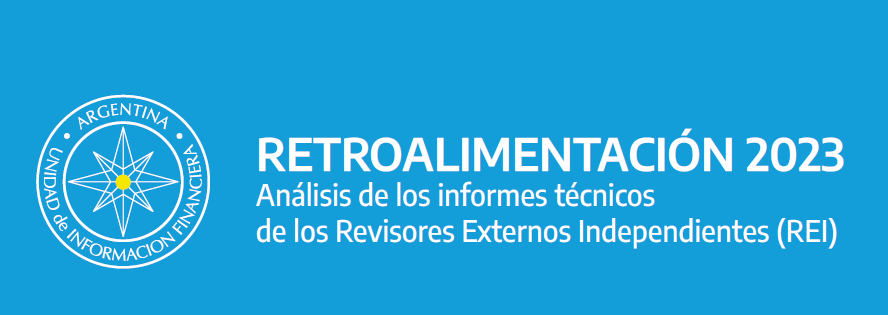 ARGENTINA
UNIDAD de INFORMACION FINANCIERA
RETROALIMENTACIÓN 2023
Análisis de los informes técnicos
de los Revisores Externos Independientes (REI)